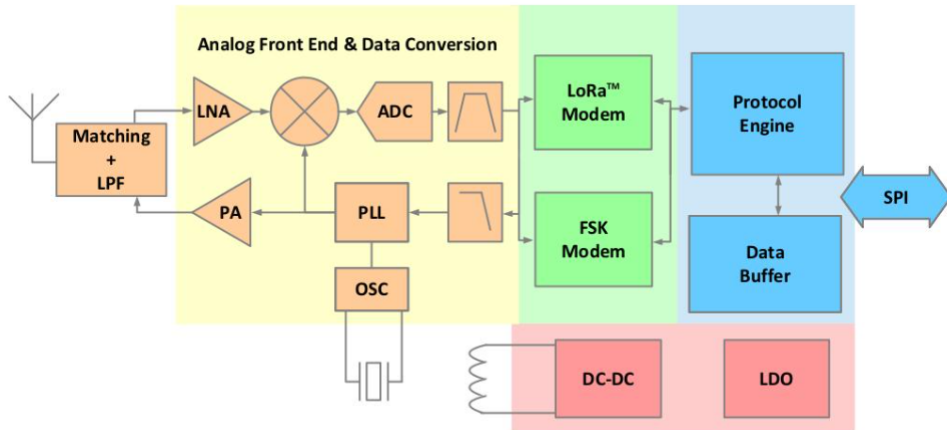 Analog Front End & Data Conversion
LNA
ADC
LoRa™
Modem
Protocol
Engine
Matching
+
LPF
PA
PLL
FSK
Modem
SPI
Data
Buffer
OSC
DC-DC
LDO